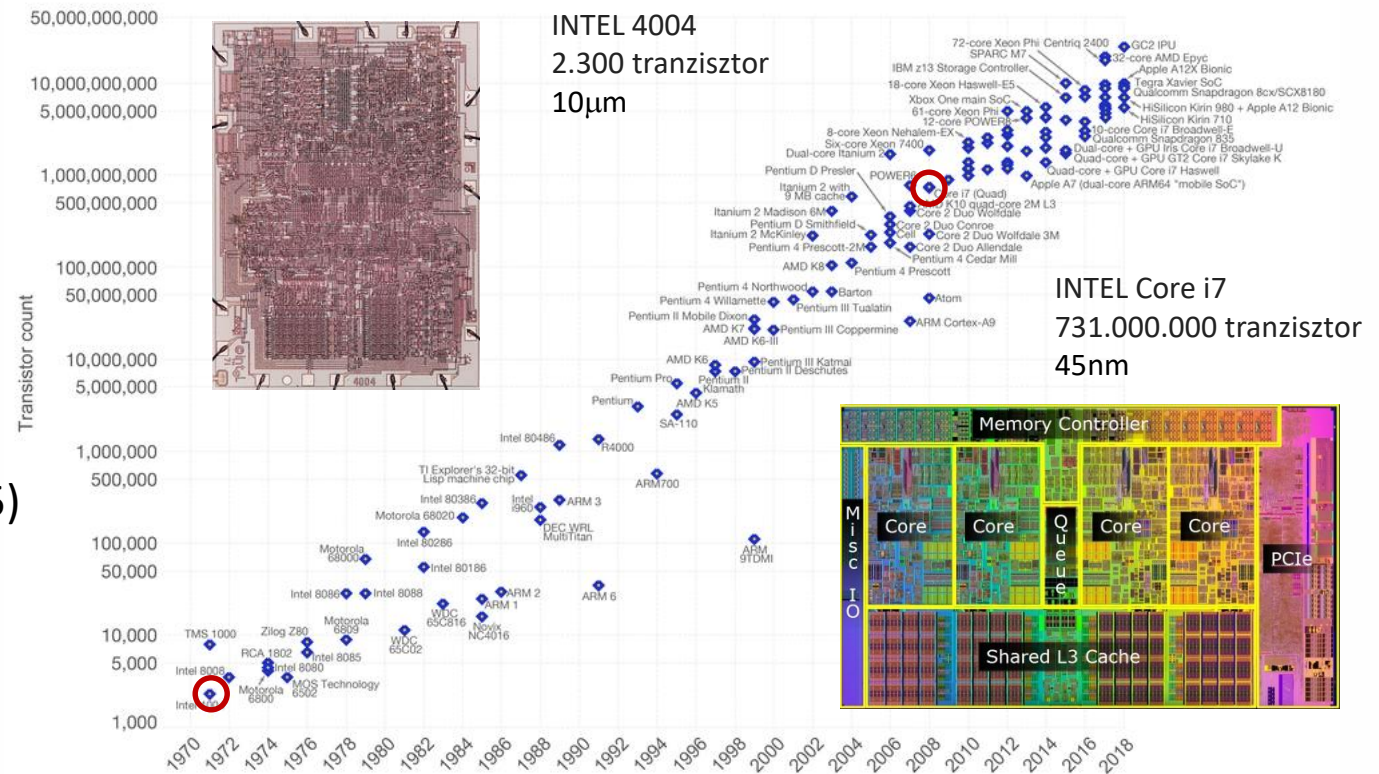 INTEL 4004
2.300 tranzisztor
10μm
INTEL Core i7
731.000.000 tranzisztor
45nm
Transistor count
50,000,000,000
10,000,000,000
5,000,000,000
1,000,000,000
500,000,000
100,000,000
50,000,000
10,000,000
5,000,000
1,000,000
500,000
100,000
50,000
10,000
5,000
1,000
72-core Xeon Phi
Centriq 2400
GC2 IPU
SPARC M7
32-core AMD Epyc
IBM z13 Storage Controller
Apple A12X Bionic
Tegra Xavier SoC
18-core Xeon Haswell-E5
Qualcomm Snapdragon 8cx/SCX8180
Xbox One main SoC
HiSilicon Kirin 980 + Apple A12 Bionic
61-core Xeon Phi
HiSilicon Kirin 710
12-core POWER8
10-core Core i7 Broadwell-E
8-core Xeon Nehalem-EX
Qualcomm Snapdragon 835
Six-core Xeon 7400
Dual-core + GPU Iris Core i7 Broadwell-U
Dual-core Itanium 2
Quad-core + GPU GT2 Core i7 Skylake K
Pentium D Presler
Quad-core + GPU Core i7 Haswell
POWER6
Apple A7 (dual-core ARM64 "mobile SoC")
Itanium 2 with
9 MB cache
Core i7 (Quad)
AMD K10 quad-core 2M L3
Itanium 2 Madison 6M
Core 2 Duo Wolfdale
Pentium D Smithfield
Core 2 Duo Conroe
Itanium 2 McKinley
Cell
Core 2 Duo Wolfdale 3M
Pentium 4 Prescott-2M
Core 2 Duo Allendale
Pentium 4 Cedar Mill
AMD K8
Pentium 4 Prescott
Pentium 4 Northwood
Barton
Atom
Pentium 4 Willamette
Pentium III Tualatin
Pentium II Mobile Dixon
ARM Cortex-A9
AMD K7
Pentium III Coppermine
AMD K6-III
AMD K6
Pentium III Katmai
Pentium Pro
Pentium II
Klamath
Pentium II Deschutes
Pentium
AMD K5
SA-110
Intel 80486
R4000
TI Explorer's 32-bit
Lisp machine chip
ARM700
Intel 80386
Intel
i960
ARM 3
Motorola 68020
DEC WRL
MultiTitan
Intel 80286
ARM
9TDMI
Motorola
68000
Intel 80186
Intel 8086
Intel 8088
ARM 2
ARM 6
ARM 1
WDC
65C816
Novix
NC4016
TMS 1000
Zilog Z80
Motorola
6809
WDC
65C02
RCA 1802
Intel 8085
Intel 8008
Intel 8080
Motorola
6800
MOS Technology
6502
1970
1972
1974
1976
1978
1980
1982
1984
1986
1988
1990
1992
1994
1996
1998
2000
2002
2004
2006
2008
2010
2012
2014
2016
2018
4004
Memory Controller
Misc IO
Core
Core
Queue
Core
Core
PCIe
Shared L3 Cache